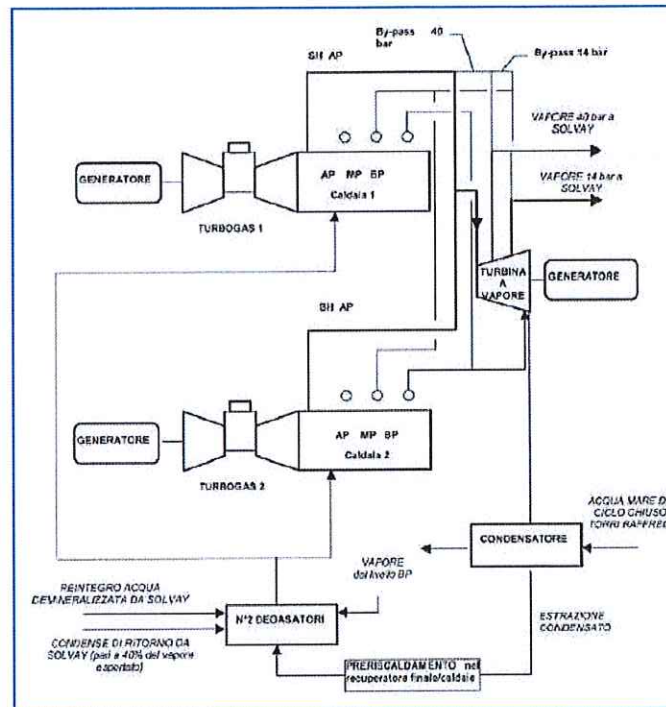 By-pass 40
bar
By-pass 14 bar
SH AP
VAPORE 40 bar a
SOLVAY
VAPORE 14 bar a
SOLVAY
GENERATORE
AP MP BP
Caldaia 1
TURBOGAS 1
TURBINA
A
VAPORE
GENERATORE
SH AP
GENERATORE
AP MP BP
Caldaia 2
TURBOGAS 2
ACQUA MARE DA
CICLO CHIUSO
TORRI RAFFRED
CONDENSATORE
VAPORE
dal livello BP
REINTEGRO ACQUA
DEMINERALIZZATA DA SOLVAY
N°2 DEGASATORI
ESTRAZIONE
CONDENSATO
CONDENSE DI RITORNO DA
SOLVAY (pari a 40% del vapore
esportato)
PRERISCALDAMENTO nel
recuperatore finale/caldaie